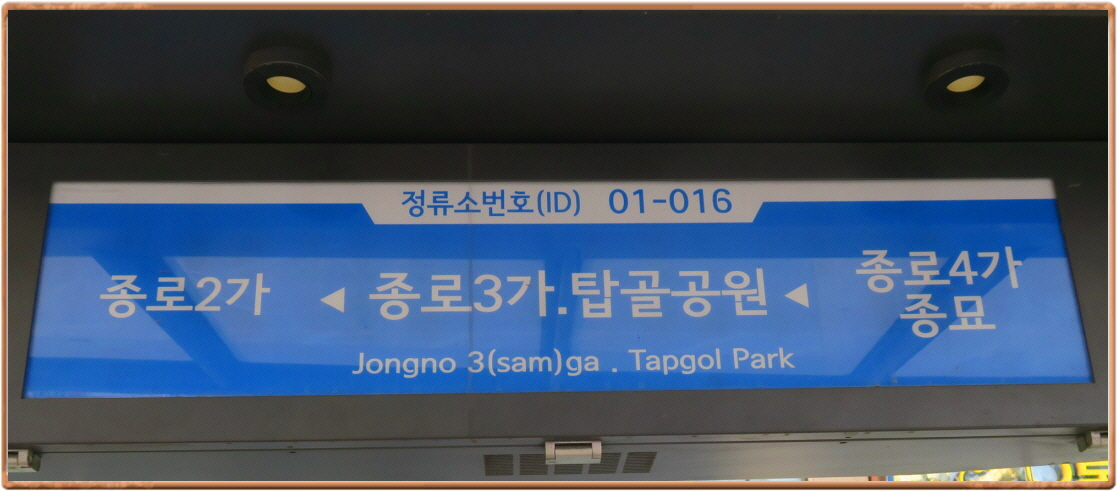 정류소번호(ID) 01-016
종로2가 ◀ 종로3가.탑골공원 ◀ 종로4가
종묘
Jongno 3(sam)ga . Tapgol Park